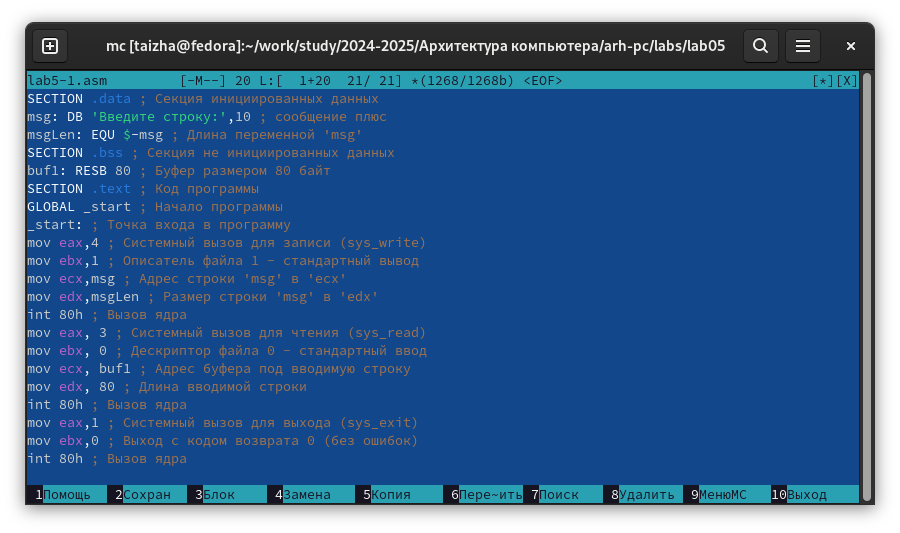 mc [taizha@fedora]:~/work/study/2024-2025/Архитектура компьютера/arh-pc/labs/lab05
lab5-1.asm [-M--] 20 L:[ 1+20 21/ 21] *(1268/1268b) <EOF> [*][X]
SECTION .data ; Секция инициированных данных
msg: DB 'Введите строку:',10 ; сообщение плюс
msgLen: EQU $-msg ; Длина переменной 'msg'
SECTION .bss ; Секция не инициированных данных
buf1: RESB 80 ; Буфер размером 80 байт
SECTION .text ; Код программы
GLOBAL _start ; Начало программы
_start: ; Точка входа в программу
mov eax,4 ; Системный вызов для записи (sys_write)
mov ebx,1 ; Описатель файла 1 - стандартный вывод
mov ecx,msg ; Адрес строки 'msg' в 'ecx'
mov edx,msgLen ; Размер строки 'msg' в 'edx'
int 80h ; Вызов ядра
mov eax, 3 ; Системный вызов для чтения (sys_read)
mov ebx, 0 ; Дескриптор файла 0 - стандартный ввод
mov ecx, buf1 ; Адрес буфера под вводимую строку
mov edx, 80 ; Длина вводимой строки
int 80h ; Вызов ядра
mov eax,1 ; Системный вызов для выхода (sys_exit)
mov ebx,0 ; Выход с кодом возврата 0 (без ошибок)
int 80h ; Вызов ядра
1Помощь 2Сохран 3Блок 4Замена 5Копия 6Пере~ить 7Поиск 8Удалить 9МенюMC 10Выход